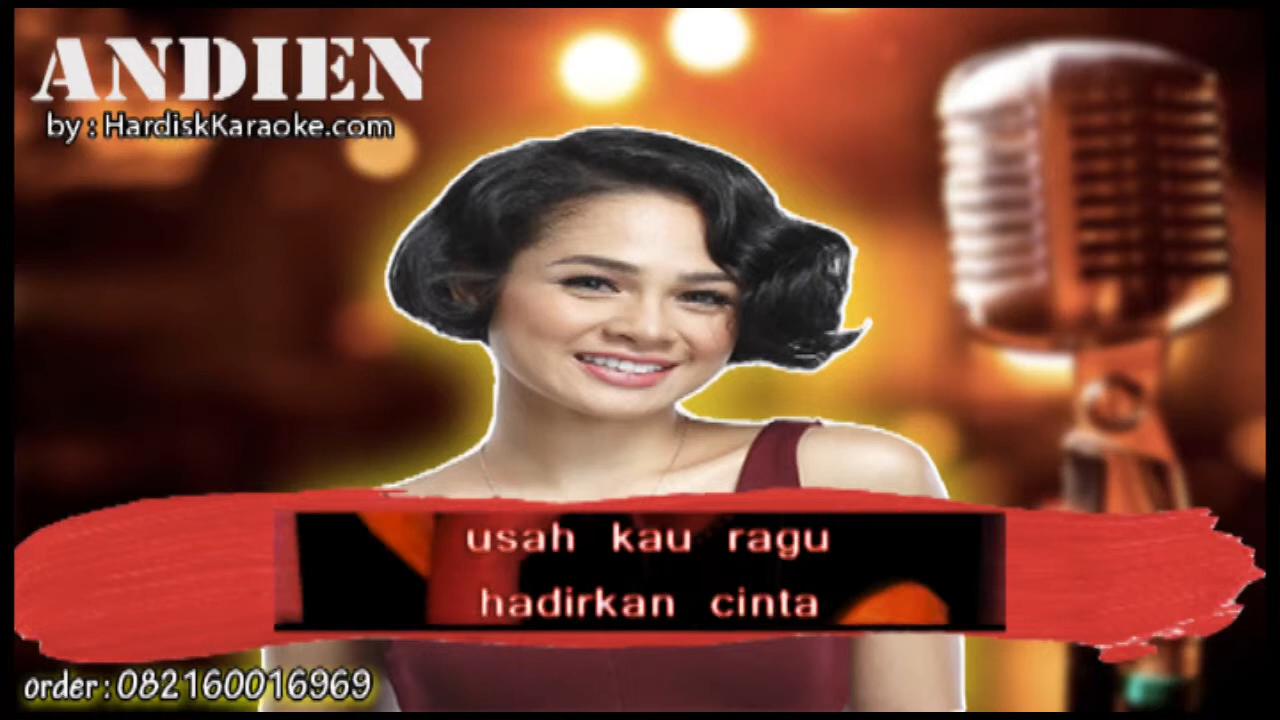 ANDIEN
by : HardiskKaraoke.com
usah kau ragu
hadirkan cinta
order : 082160016969